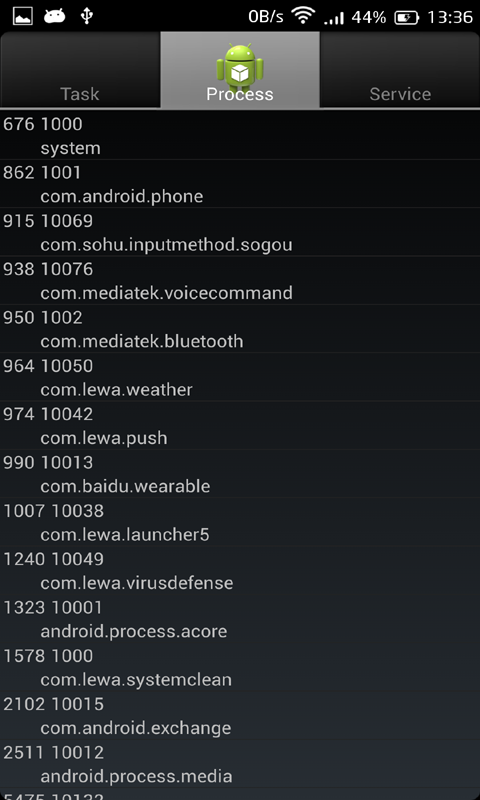 0B/s 44% 13:36
Task Process Service
676 1000
system
862 1001
com.android.phone
915 10069
com.sohu.inputmethod.sogou
938 10076
com.mediatek.voicecommand
950 1002
com.mediatek.bluetooth
964 10050
com.lewa.weather
974 10042
com.lewa.push
990 10013
com.baidu.wearable
1007 10038
com.lewa.launcher5
1240 10049
com.lewa.virusdefense
1323 10001
android.process.acore
1578 1000
com.lewa.systemclean
2102 10015
com.android.exchange
2511 10012
android.process.media